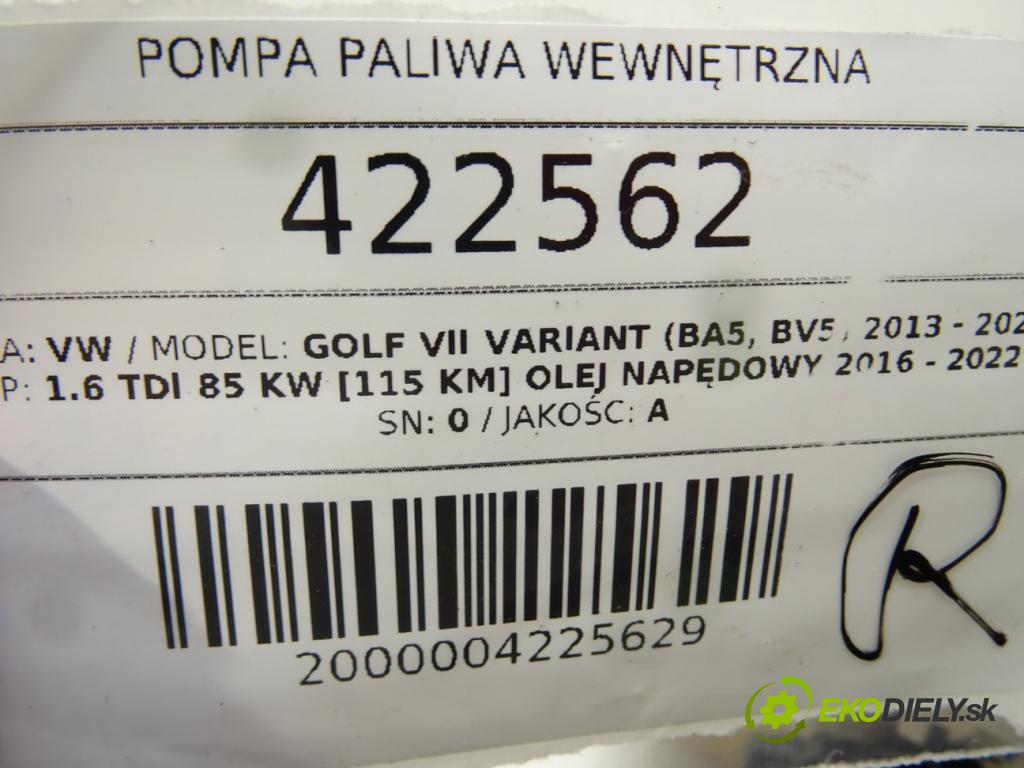 POMPA PALIWA WEWNĘTRZNA
422562
A: VW / MODEL: GOLF VII VARIANT (BA5, BV5, 2013 - 202
P: 1.6 TDI 85 KW [115 KM] OLEJ NAPĘDOWY 2016 - 2022
SN: 0 / JAKOŚC: A
2000004225629
R
EKODIELY.sk